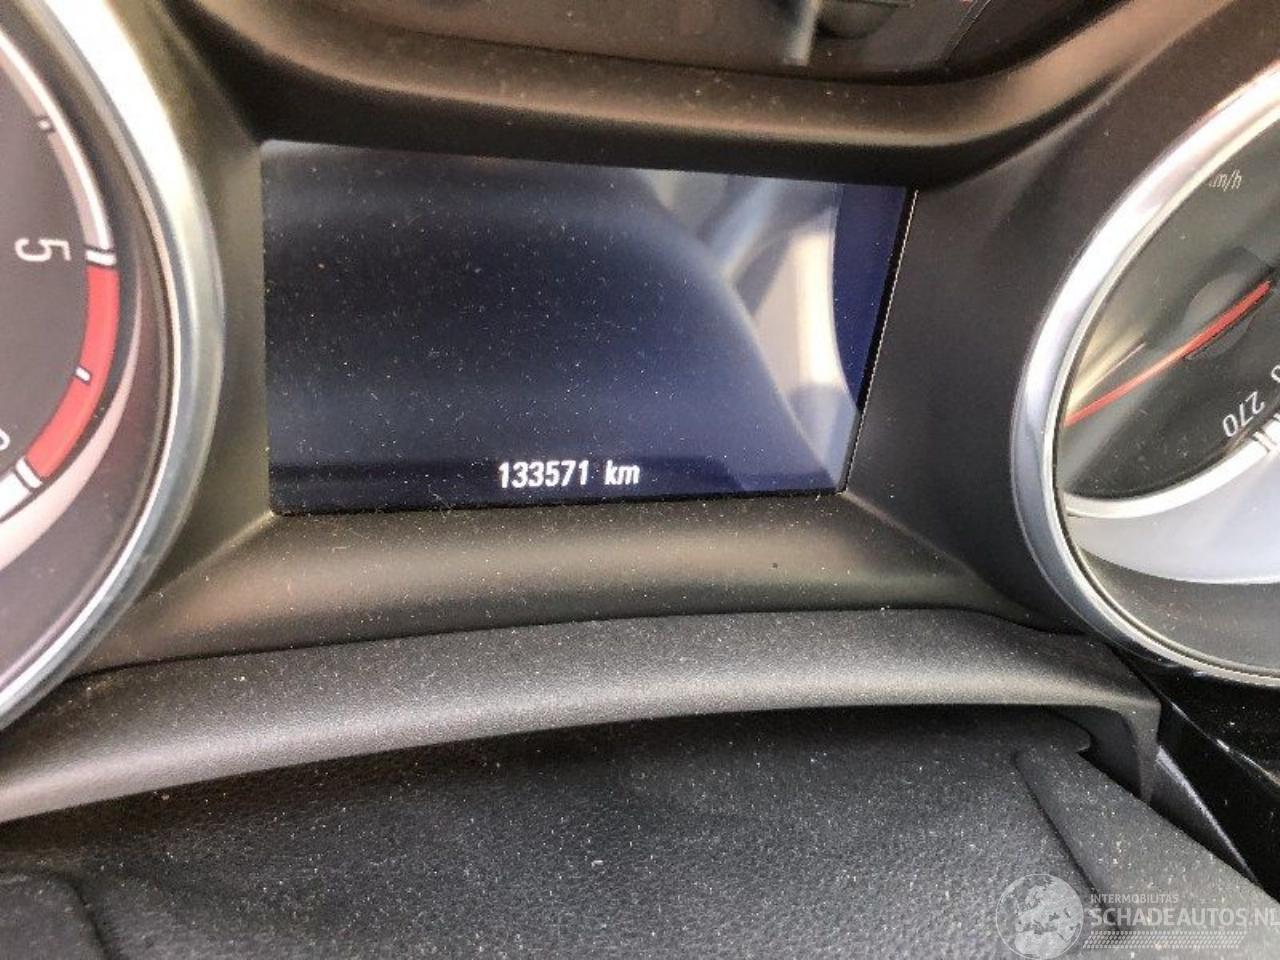 km/h
5
270
133571 km
INTERMOBILITAS
SCHADEAUTOS.NL